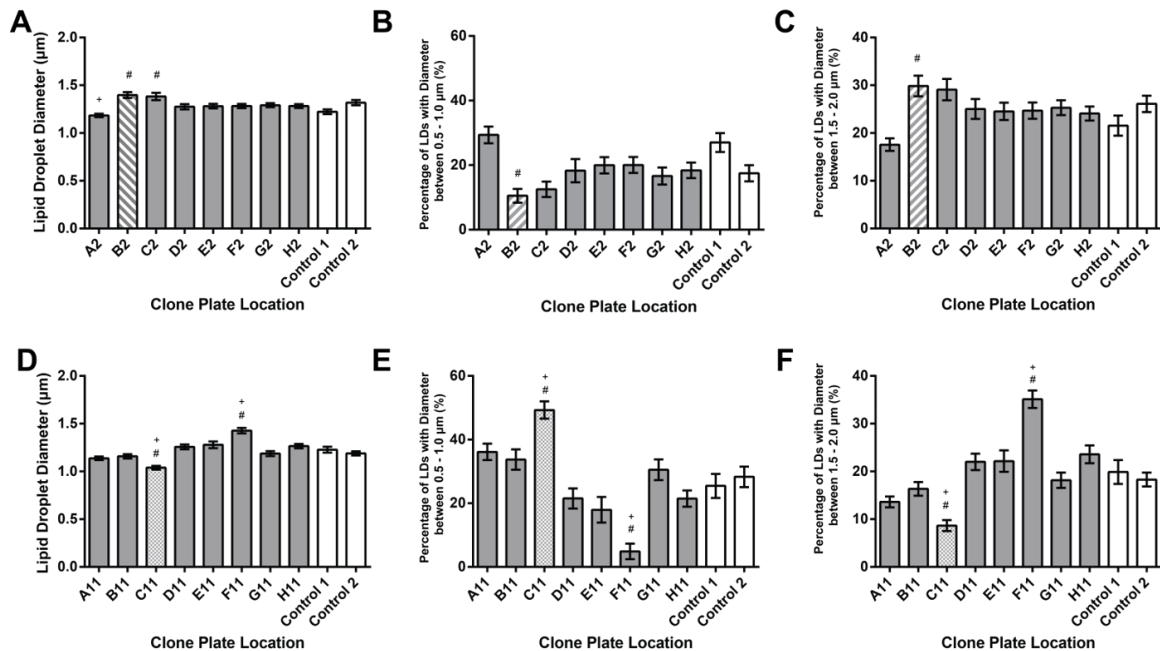 A
Lipid Droplet Diameter (µm)
2.0
1.5
1.0
0.5
0.0
+
#
#
A2
B2
C2
D2
E2
F2
G2
H2
Control 1
Control 2
Clone Plate Location
B
Percentage of LDs with Diameter
between 0.5 - 1.0 µm (%)
60
40
20
0
#
A2
B2
C2
D2
E2
F2
G2
H2
Control 1
Control 2
Clone Plate Location
C
Percentage of LDs with Diameter
between 1.5 - 2.0 µm (%)
40
30
20
10
0
#
A2
B2
C2
D2
E2
F2
G2
H2
Control 1
Control 2
Clone Plate Location
D
Lipid Droplet Diameter (µm)
2.0
1.5
1.0
0.5
0.0
+
#
+
#
A11
B11
C11
D11
E11
F11
G11
H11
Control 1
Control 2
Clone Plate Location
E
Percentage of LDs with Diameter
between 0.5 - 1.0 µm (%)
60
40
20
0
+
#
+
#
A11
B11
C11
D11
E11
F11
G11
H11
Control 1
Control 2
Clone Plate Location
F
Percentage of LDs with Diameter
between 1.5 - 2.0 µm (%)
40
30
20
10
0
+
#
+
#
A11
B11
C11
D11
E11
F11
G11
H11
Control 1
Control 2
Clone Plate Location